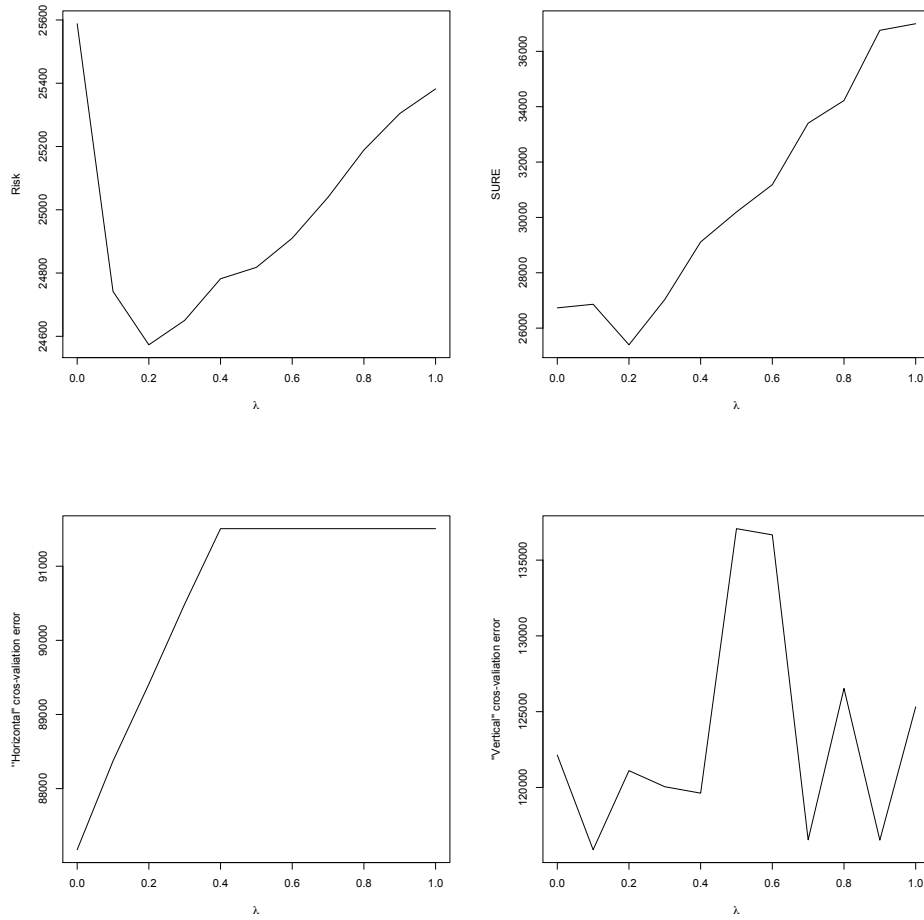 Risk
24600 24800 25000 25200 25400 25600
0.0 0.2 0.4 0.6 0.8 1.0
λ
SURE
26000 28000 30000 32000 34000 36000
0.0 0.2 0.4 0.6 0.8 1.0
λ
"Horizontal" cros-valiation error
88000 89000 90000 91000
0.0 0.2 0.4 0.6 0.8 1.0
λ
"Vertical" cros-valiation error
120000 125000 130000 135000
0.0 0.2 0.4 0.6 0.8 1.0
λ